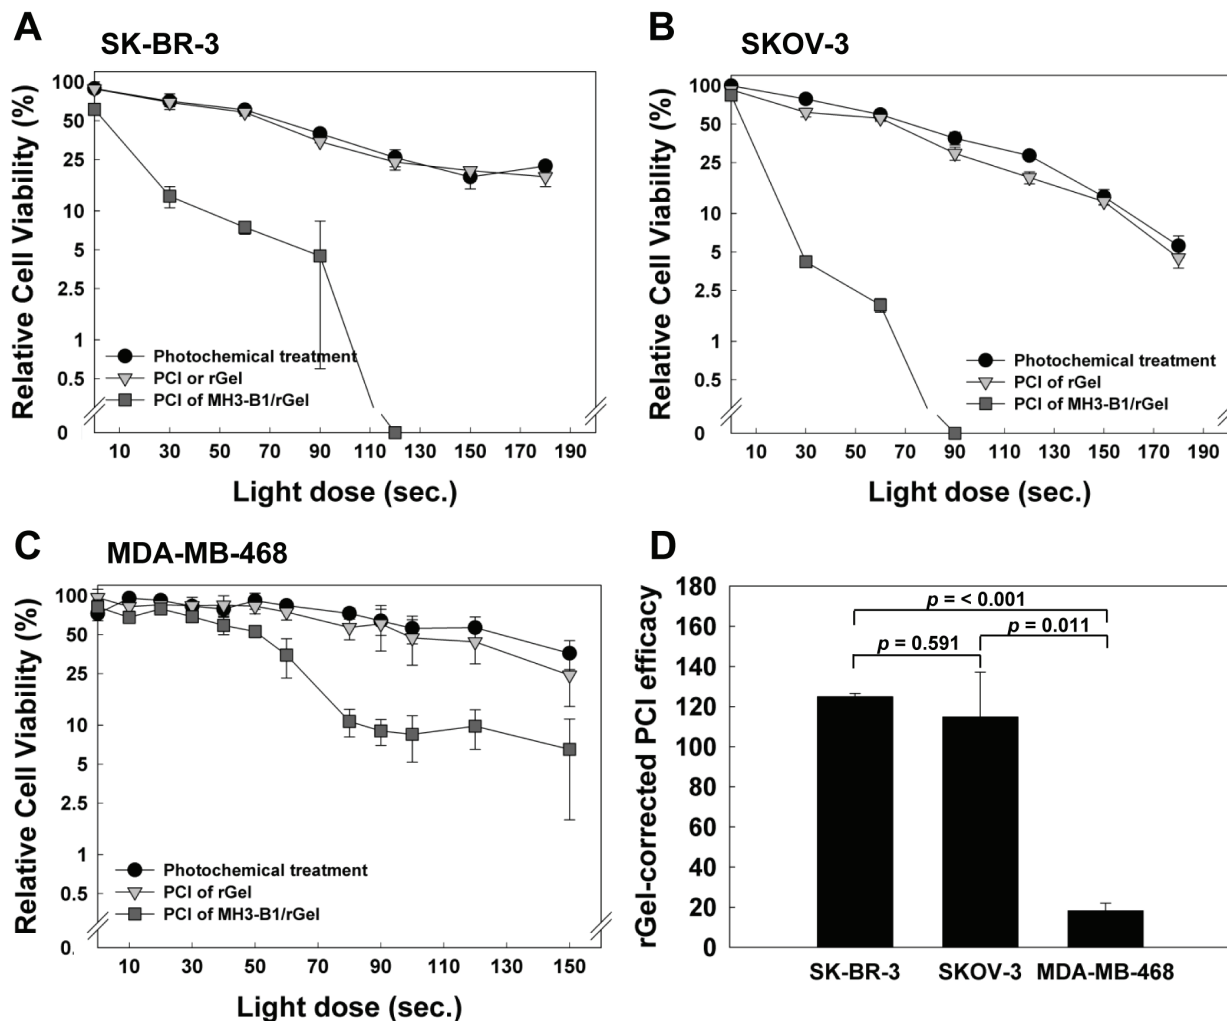 A
SK-BR-3
Relative Cell Viability (%)
100
50
25
10
5
2.5
1
0.5
0
Photochemical treatment
PCI or rGel
PCI of MH3-B1/rGel
10 30 50 70 90 110 130 150 170 190
Light dose (sec.)
B
SKOV-3
Relative Cell Viability (%)
100
50
25
10
5
2.5
1
0.5
0
Photochemical treatment
PCI of rGel
PCI of MH3-B1/rGel
10 30 50 70 90 110 130 150 170 190
Light dose (sec.)
C
MDA-MB-468
Relative Cell Viability (%)
100
50
25
10
5
2.5
1
0.5
0.
Photochemical treatment
PCI of rGel
PCI of MH3-B1/rGel
10 30 50 70 90 110 130 150
Light dose (sec.)
D
rGel-corrected PCI efficacy
180
160
140
120
100
80
60
40
20
0
p = < 0.001
p = 0.011
p = 0.591
SK-BR-3 SKOV-3 MDA-MB-468